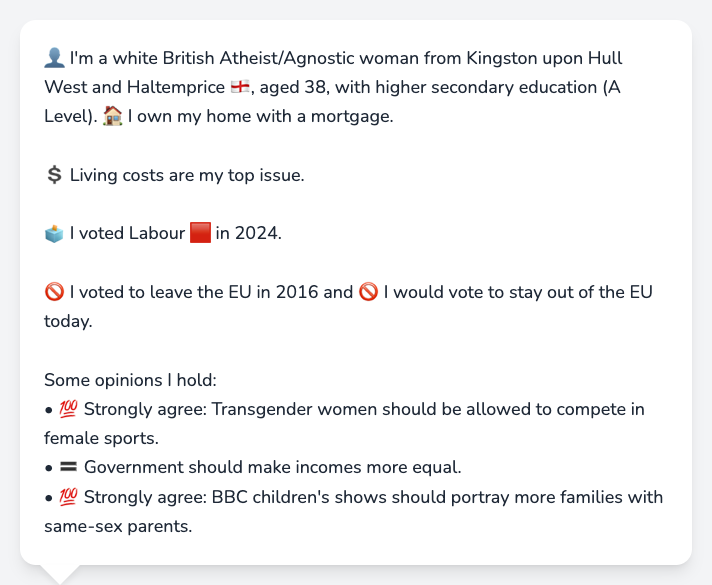 👤 I'm a white British Atheist/Agnostic woman from Kingston upon Hull
West and Haltemprice 🏴󠁧󠁢󠁥󠁮󠁧󠁿, aged 38, with higher secondary education (A
Level). 🏠 I own my home with a mortgage.
💲 Living costs are my top issue.
🗳️ I voted Labour 🟥 in 2024.
🚫 I voted to leave the EU in 2016 and 🚫 I would vote to stay out of the EU
today.
Some opinions I hold:
• 💯 Strongly agree: Transgender women should be allowed to compete in
female sports.
• 🟰 Government should make incomes more equal.
• 💯 Strongly agree: BBC children's shows should portray more families with
same-sex parents.